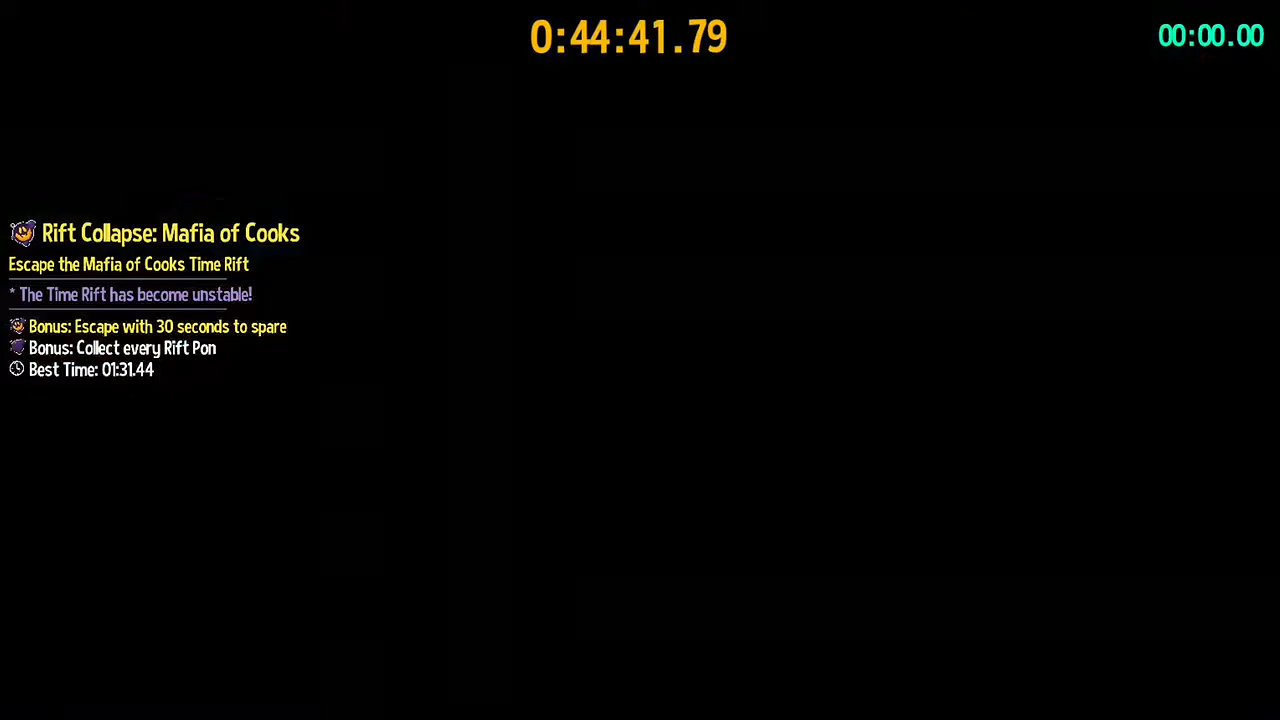 0:44:41.79
00:00.00
Rift Collapse: Mafia of Cooks
Escape the Mafia of Cooks Time Rift
* The Time Rift has become unstable!
Bonus: Escape with 30 seconds to spare
Bonus: Collect every Rift Pon
Best Time: 01:31.44